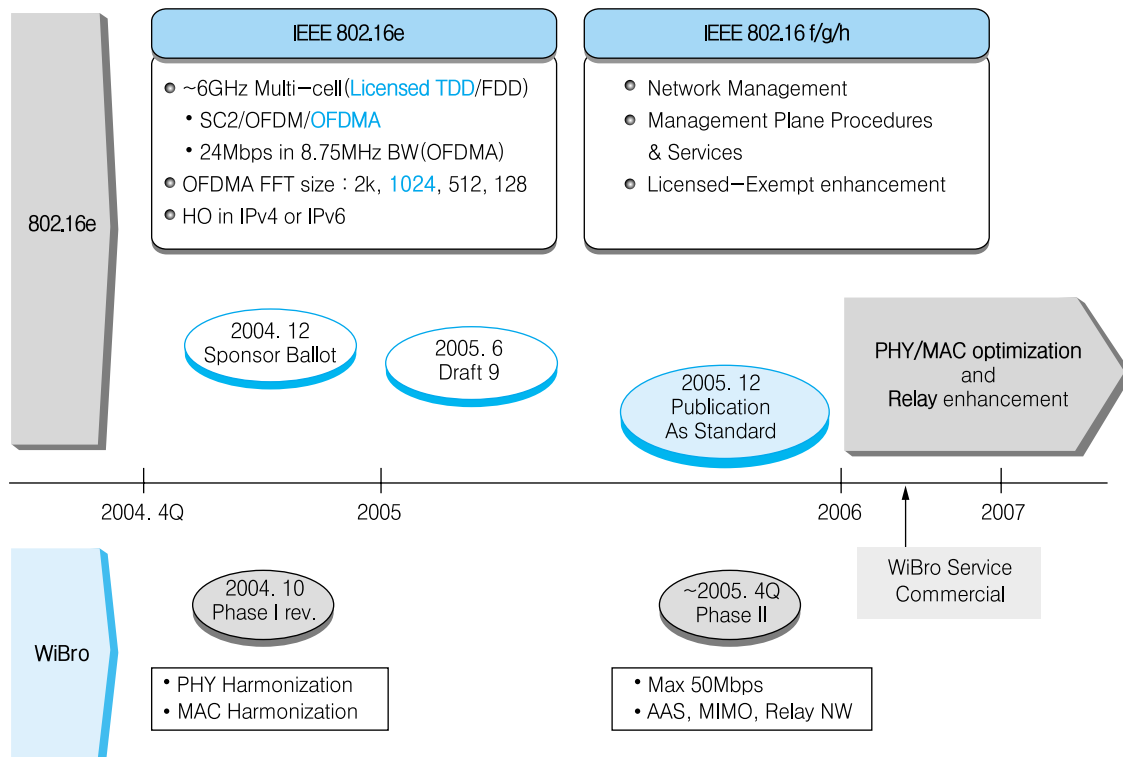 IEEE 802.16e
~6GHz Multi-cell(Licensed TDD/FDD)
• SC2/OFDM/OFDMA
• 24Mbps in 8.75MHz BW(OFDMA)
OFDMA FFT size : 2k, 1024, 512, 128
HO in IPv4 or IPv6
IEEE 802.16 f/g/h
Network Management
Management Plane Procedures
& Services
Licensed-Exempt enhancement
802.16e
2004. 12
Sponsor Ballot
2005. 6
Draft 9
2005. 12
Publication
As Standard
PHY/MAC optimization
and
Relay enhancement
2004. 4Q
2005
2006
2007
WiBro Service
Commercial
WiBro
2004. 10
Phase I rev.
• PHY Harmonization
• MAC Harmonization
~2005. 4Q
Phase II
• Max 50Mbps
• AAS, MIMO, Relay NW